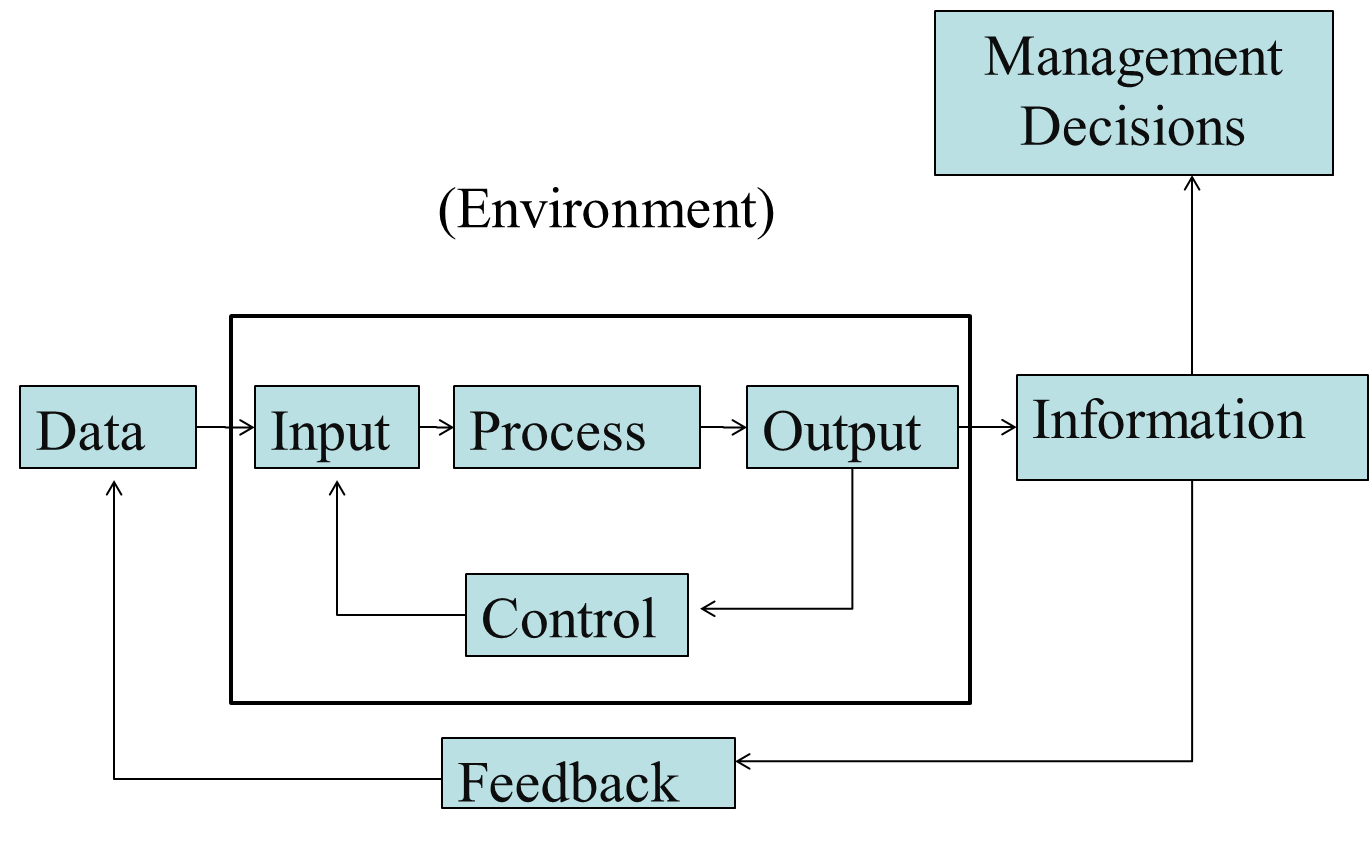 Management
Decisions
(Environment)
Data
Input
Process
Output
Information
Control
Feedback